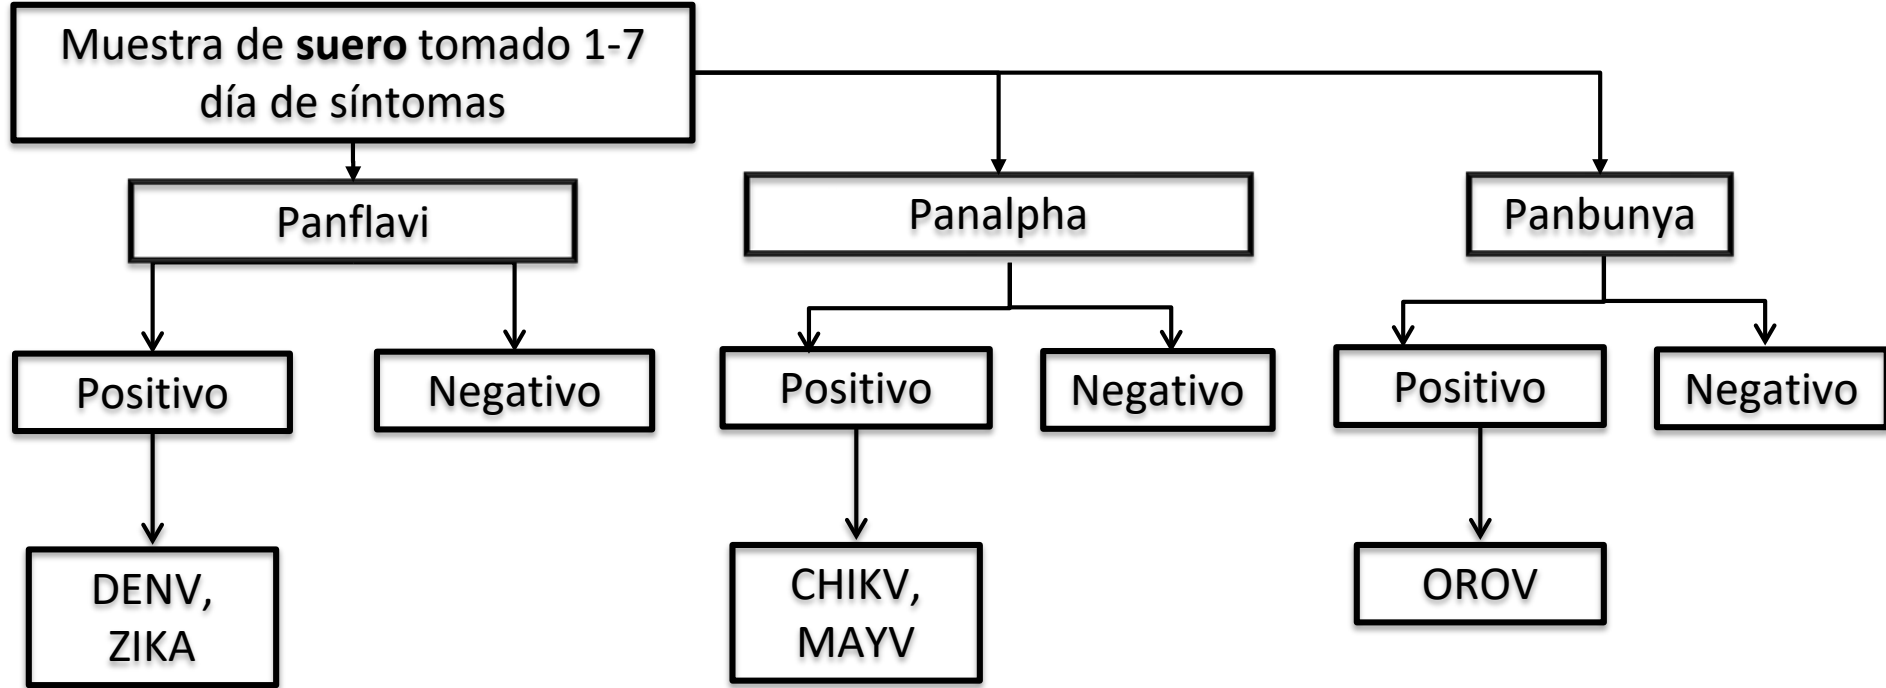 Muestra de suero tomado 1-7
día de síntomas
Panflavi
Panalpha
Panbunya
Positivo
Negativo
Positivo
Negativo
Positivo
Negativo
DENV,
ZIKA
CHIKV,
MAYV
OROV